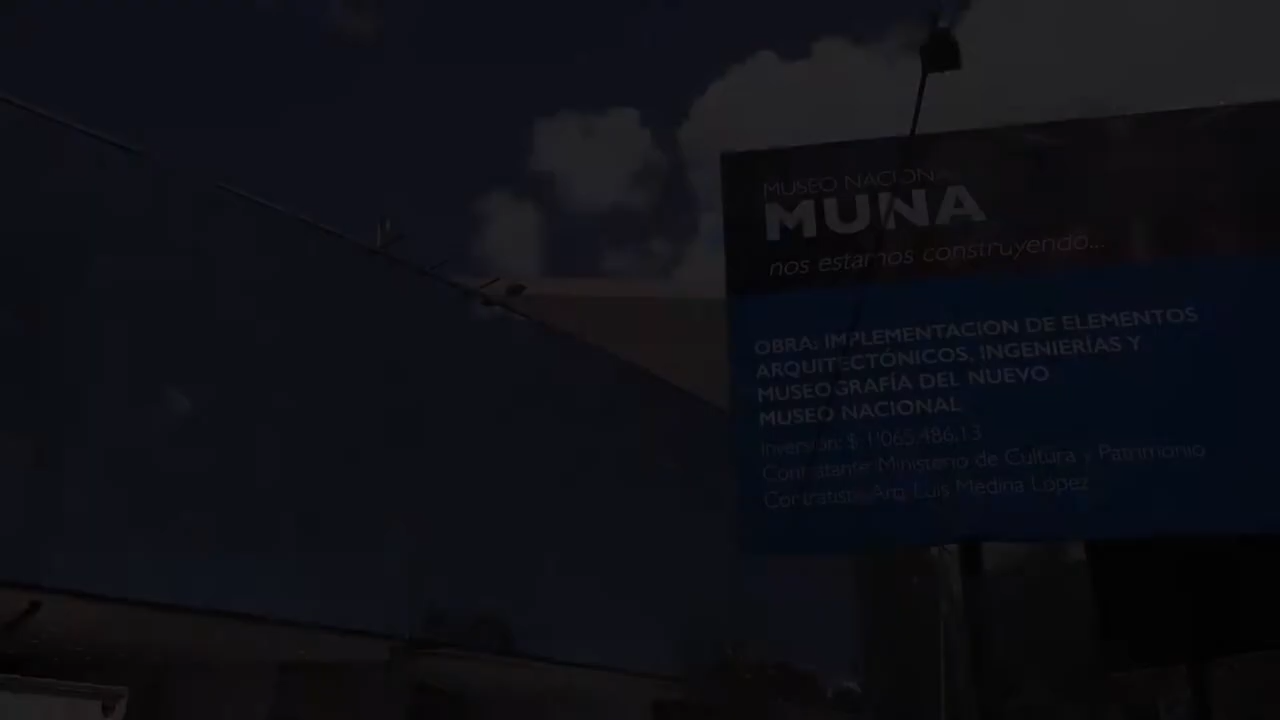 MUSEO NACIONAL
MUNA
nos estamos construyendo...
OBRA: IMPLEMENTACION DE ELEMENTOS
ARQUITECTÓNICOS, INGENIERÍAS Y
MUSEOGRAFÍA DEL NUEVO
MUSEO NACIONAL
Inversión: $ 1'065.486,13
Contratante: Ministerio de Cultura y Patrimonio
Contratista: Arq. Luis Medina López